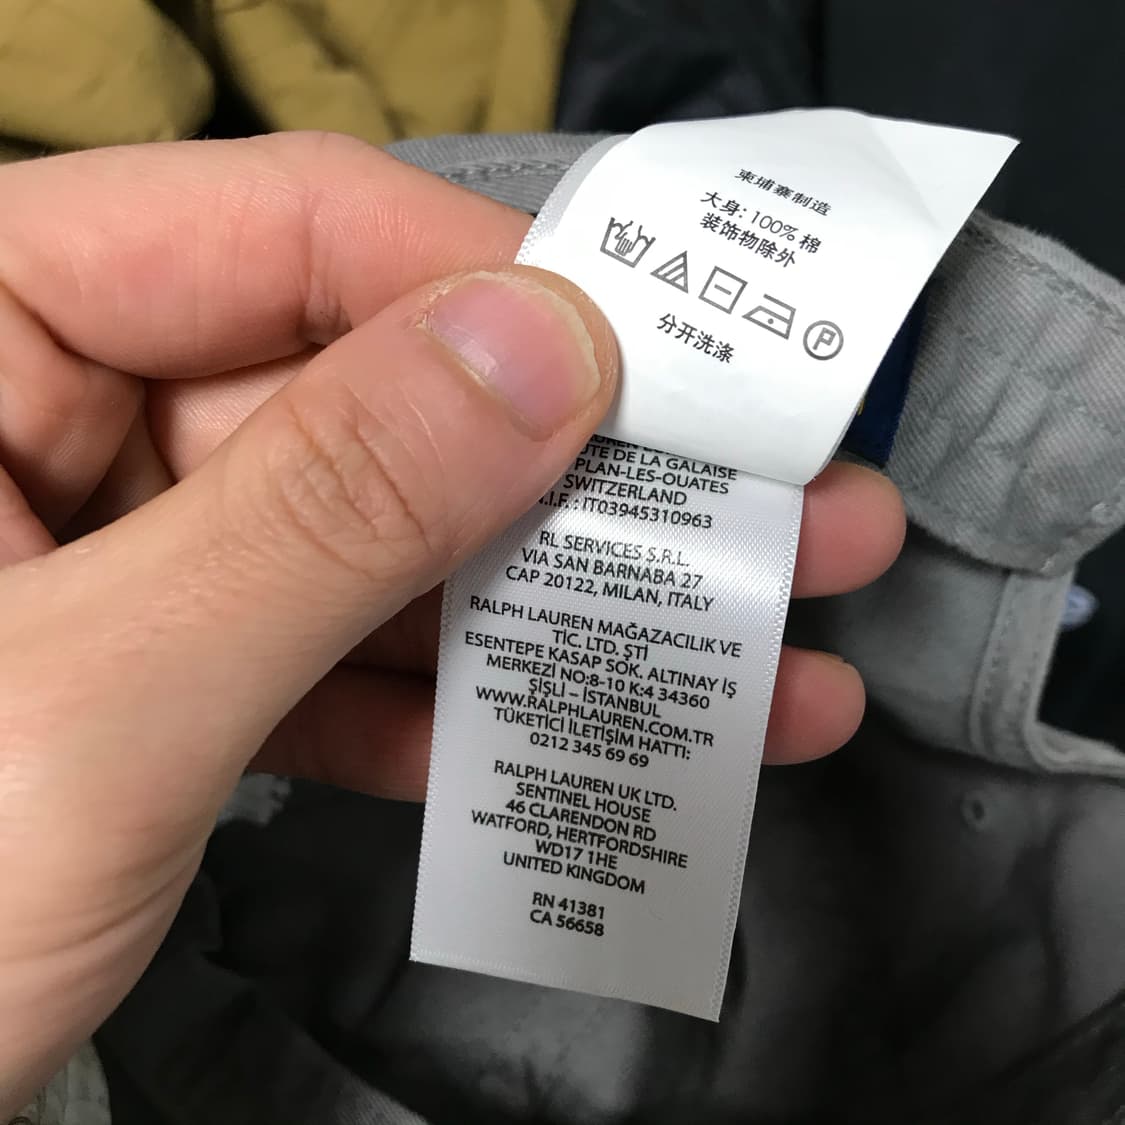 柬埔寨制造
大身: 100% 棉
装饰物除外
P
分开洗涤
DE LA GALAISE
PLAN-LES-OUATES
SWITZERLAND
: IT03945310963
RL SERVICES S.R.L.
VIA SAN BARNABA 27
CAP 20122, MILAN, ITALY
RALPH LAUREN MAĞAZACILIK VE
TİC. LTD. ŞTİ
ESENTEPE KASAP SOK. ALTINAY İŞ
MERKEZİ NO:8-10 K:4 34360
ŞİŞLİ – İSTANBUL
WWW.RALPHLAUREN.COM.TR
TÜKETİCİ İLETİŞİM HATTI:
0212 345 69 69
RALPH LAUREN UK LTD.
SENTINEL HOUSE
46 CLARENDON RD
WATFORD, HERTFORDSHIRE
WD17 1HE
UNITED KINGDOM
RN 41381
CA 56658